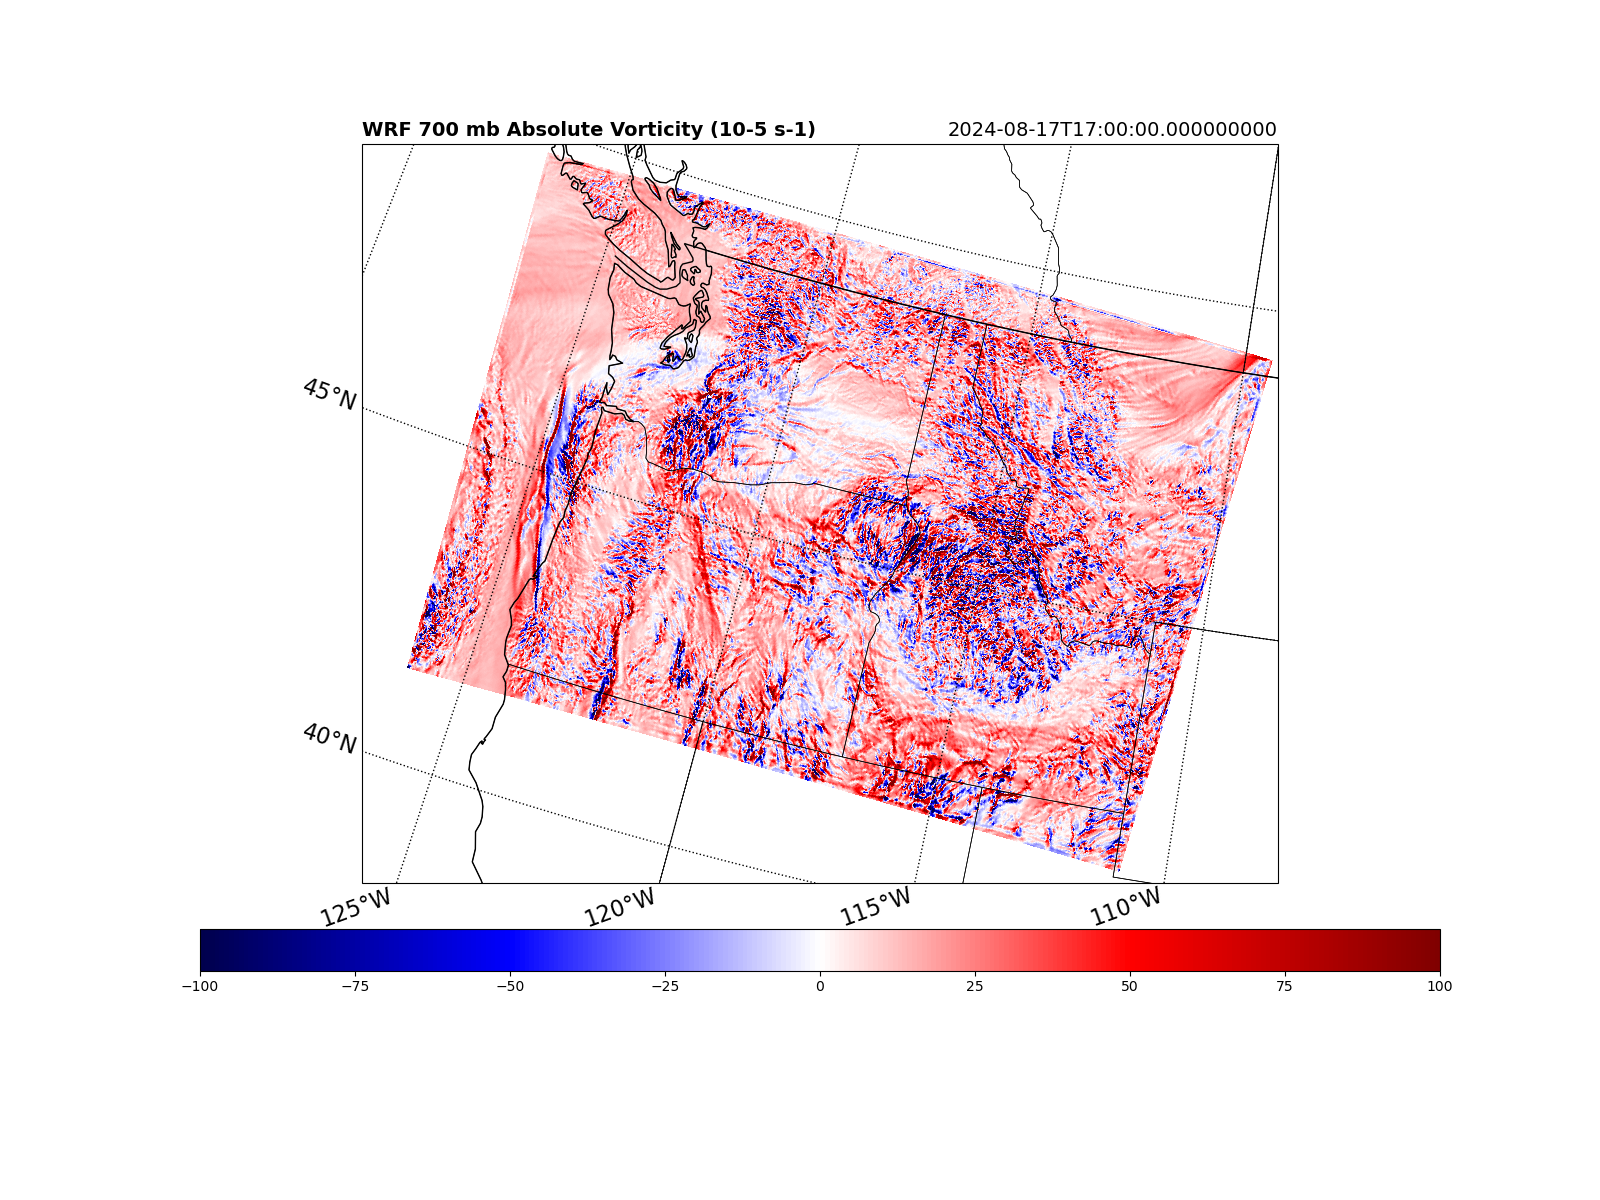 WRF 700 mb Absolute Vorticity (10-5 s-1)
2024-08-17T17:00:00.000000000
45°N
40°N
125°W
120°W
115°W
110°W
−100
−75
−50
−25
0
25
50
75
100